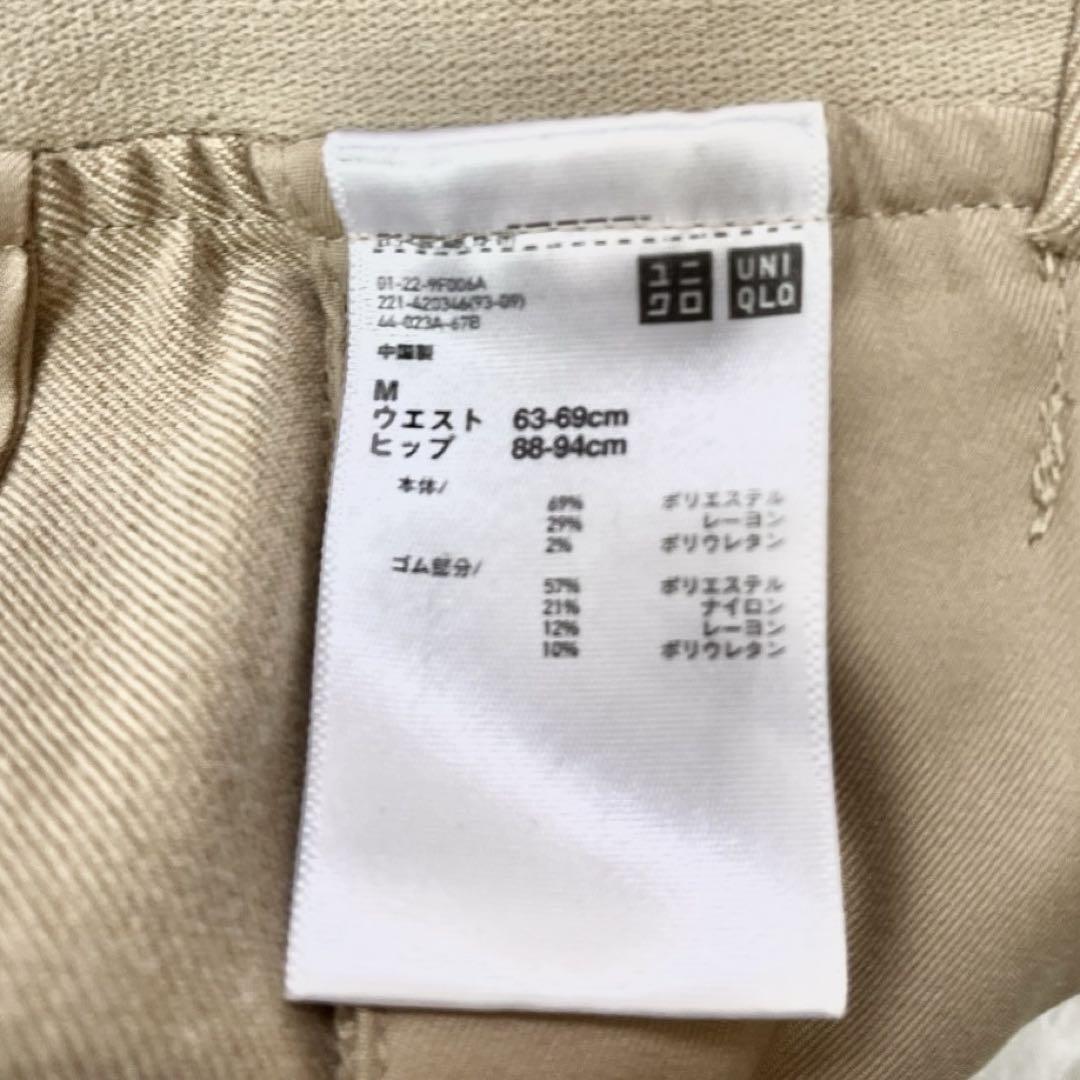 ユニ
クロ
UNI
QLO
01-22-9F006A
221-420346(93-09)
44-023A-67B
中国製
M
ウエスト 63-69cm
ヒップ 88-94cm
本体/
69% ポリエステル
29% レーヨン
2% ポリウレタン
ゴム部分/
57% ポリエステル
21% ナイロン
12% レーヨン
10% ポリウレタン